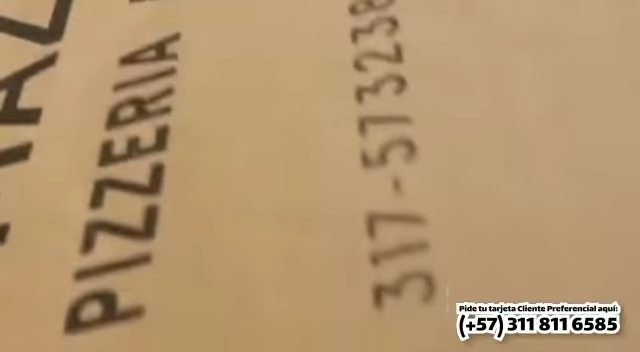 PIZZERIA
317-573238
Pide tu tarjeta Cliente Preferencial aquí:
(+57) 311 811 6585